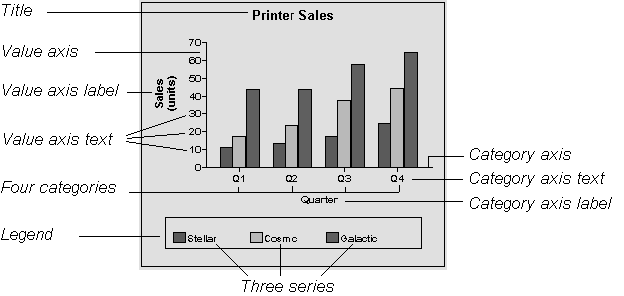 Title
Printer Sales
Value axis
70
60
50
40
30
20
10
0
Value axis label
Sales
(units)
Value axis text
Category axis
Q1 Q2 Q3 Q4
Category axis text
Four categories
Quarter
Category axis label
Legend
Stellar Cosmic Galactic
Three series